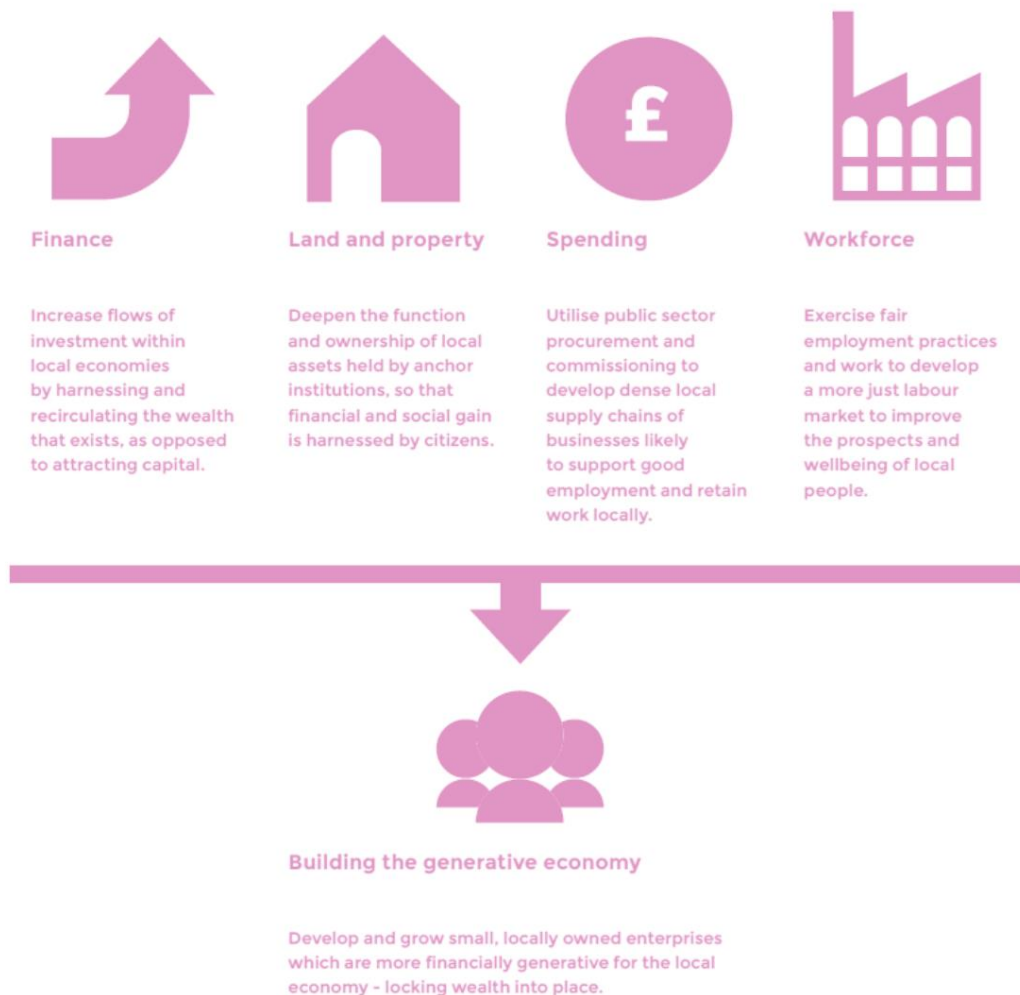 £
Finance
Increase flows of
investment within
local economies
by harnessing and
recirculating the wealth
that exists, as opposed
to attracting capital.
Land and property
Deepen the function
and ownership of local
assets held by anchor
institutions, so that
financial and social gain
is harnessed by citizens.
Spending
Utilise public sector
procurement and
commissioning to
develop dense local
supply chains of
businesses likely
to support good
employment and retain
work locally.
Workforce
Exercise fair
employment practices
and work to develop
a more just labour
market to improve
the prospects and
wellbeing of local
people.
Building the generative economy
Develop and grow small, locally owned enterprises
which are more financially generative for the local
economy - locking wealth into place.